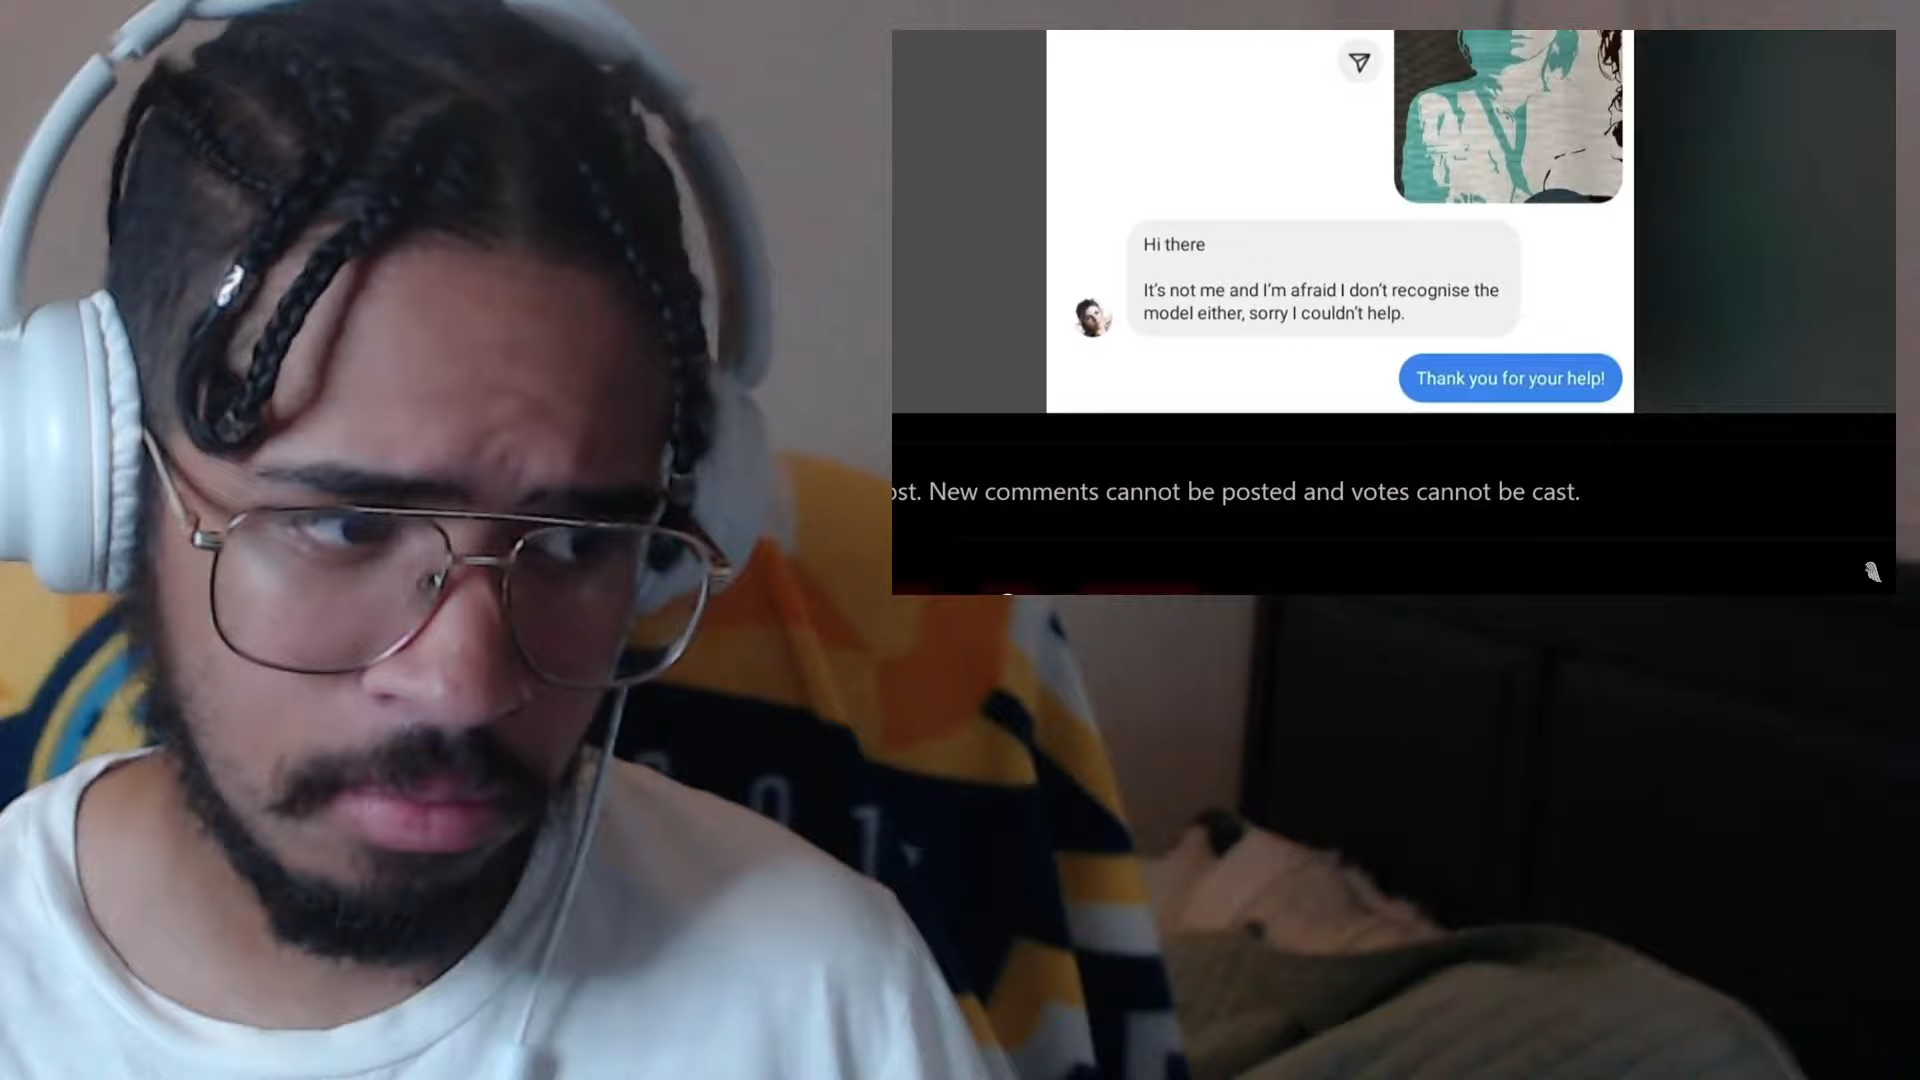 Hi there
It’s not me and I’m afraid I don’t recognise the
model either, sorry I couldn’t help.
Thank you for your help!
New comments cannot be posted and votes cannot be cast.
01